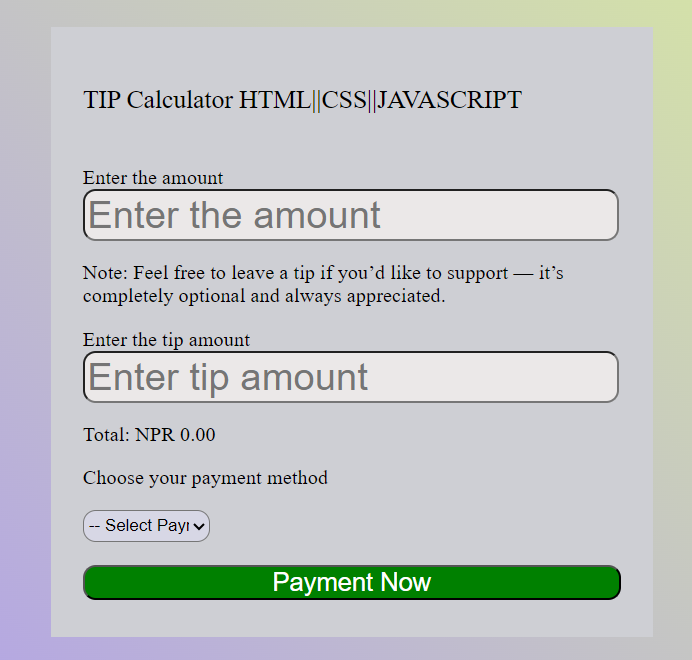 TIP Calculator HTML||CSS||JAVASCRIPT
Enter the amount
Enter the amount
Note: Feel free to leave a tip if you’d like to support — it’s
completely optional and always appreciated.
Enter the tip amount
Enter tip amount
Total: NPR 0.00
Choose your payment method
-- Select Payr
Payment Now